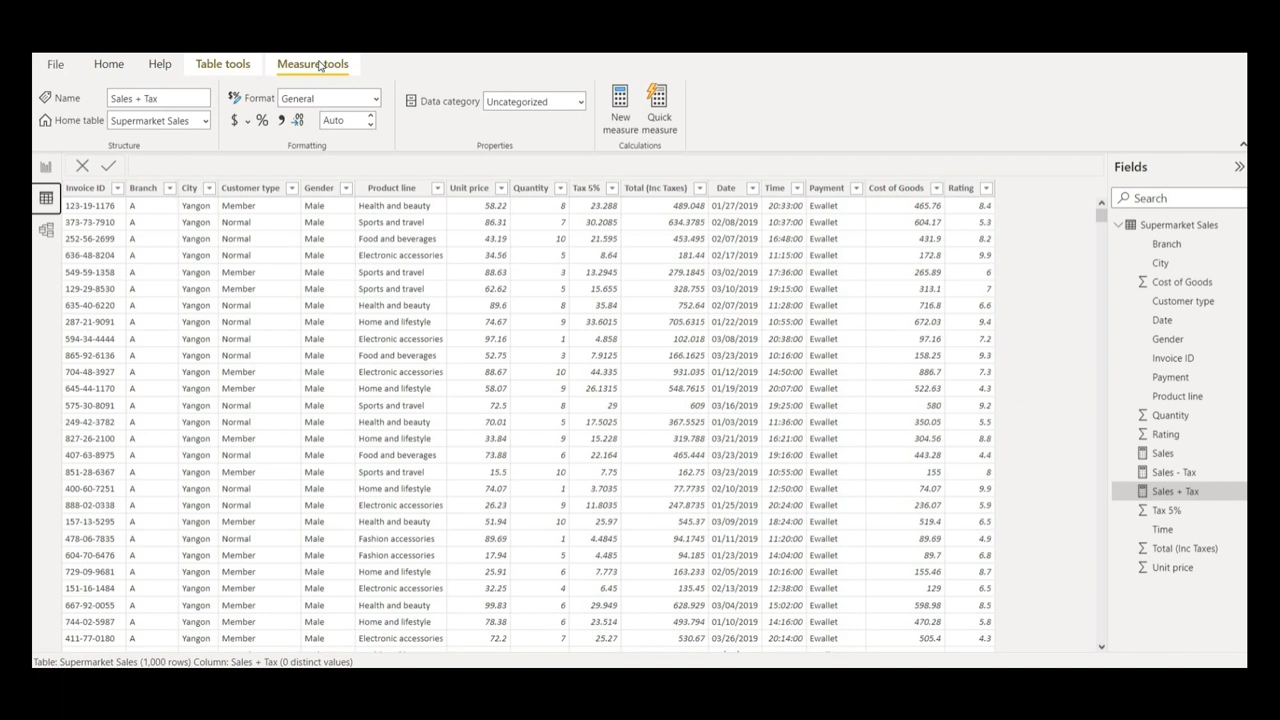 File Home Help Table tools Measure tools
Name Sales + Tax Format General Data category Uncategorized New measure Quick measure
Home table Supermarket Sales $ % Auto
Structure Formatting Properties Calculations
Invoice ID Branch City Customer type Gender Product line Unit price Quantity Tax 5% Total (Inc Taxes) Date Time Payment Cost of Goods Rating
123-19-1176 A Yangon Member Male Health and beauty 58.22 8 23.288 489.048 01/27/2019 20:33:00 Ewallet 465.76 8.4
373-73-7910 A Yangon Normal Male Sports and travel 86.31 7 30.2085 634.3785 02/08/2019 10:37:00 Ewallet 604.17 5.3
252-56-2699 A Yangon Normal Male Food and beverages 43.19 10 21.595 453.495 02/07/2019 16:48:00 Ewallet 431.9 8.2
636-48-8204 A Yangon Normal Male Electronic accessories 34.56 5 8.64 181.44 02/17/2019 11:15:00 Ewallet 172.8 9.9
549-59-1358 A Yangon Member Male Sports and travel 88.63 3 13.2945 279.1845 03/02/2019 17:36:00 Ewallet 265.89 6
129-29-8530 A Yangon Member Male Sports and travel 62.62 5 15.655 328.755 03/10/2019 19:15:00 Ewallet 313.1 7
635-40-6220 A Yangon Normal Male Health and beauty 89.6 8 35.84 752.64 02/07/2019 11:28:00 Ewallet 716.8 6.6
287-21-9091 A Yangon Normal Male Home and lifestyle 74.67 9 33.6015 705.6315 01/22/2019 10:55:00 Ewallet 672.03 9.4
594-34-4444 A Yangon Normal Male Electronic accessories 97.16 1 4.858 102.018 03/08/2019 20:38:00 Ewallet 97.16 7.2
865-92-6136 A Yangon Normal Male Food and beverages 52.75 3 7.9125 166.1625 03/23/2019 10:16:00 Ewallet 158.25 9.3
704-48-3927 A Yangon Member Male Electronic accessories 88.67 10 44.335 931.035 01/12/2019 14:50:00 Ewallet 886.7 7.3
645-44-1170 A Yangon Member Male Home and lifestyle 58.07 9 26.1315 548.7615 01/19/2019 20:07:00 Ewallet 522.63 4.3
575-30-8091 A Yangon Normal Male Sports and travel 72.5 8 29 609 03/16/2019 19:25:00 Ewallet 580 9.2
249-42-3782 A Yangon Normal Male Health and beauty 70.01 5 17.5025 367.5525 01/03/2019 11:36:00 Ewallet 350.05 5.5
827-26-2100 A Yangon Member Male Home and lifestyle 33.84 9 15.228 319.788 03/21/2019 16:21:00 Ewallet 304.56 8.8
407-63-8975 A Yangon Normal Male Food and beverages 73.88 6 22.164 465.444 03/23/2019 19:16:00 Ewallet 443.28 4.4
851-28-6367 A Yangon Member Male Sports and travel 15.5 10 7.75 162.75 03/23/2019 10:55:00 Ewallet 155 8
400-60-7251 A Yangon Normal Male Home and lifestyle 74.07 1 3.7035 77.7735 02/10/2019 12:50:00 Ewallet 74.07 9.9
888-02-0338 A Yangon Normal Male Electronic accessories 26.23 9 11.8035 247.8735 01/25/2019 20:24:00 Ewallet 236.07 5.9
157-13-5295 A Yangon Member Male Health and beauty 51.94 10 25.97 545.37 03/09/2019 18:24:00 Ewallet 519.4 6.5
478-06-7835 A Yangon Normal Male Fashion accessories 89.69 1 4.4845 94.1745 01/11/2019 11:20:00 Ewallet 89.69 4.9
604-70-6476 A Yangon Member Male Fashion accessories 17.94 5 4.485 94.185 01/23/2019 14:04:00 Ewallet 89.7 6.8
729-09-9681 A Yangon Member Male Home and lifestyle 25.91 6 7.773 163.233 02/05/2019 10:16:00 Ewallet 155.46 8.7
151-16-1484 A Yangon Member Male Electronic accessories 32.25 4 6.45 135.45 02/13/2019 12:38:00 Ewallet 129 6.5
667-92-0055 A Yangon Member Male Health and beauty 99.83 6 29.949 628.929 03/04/2019 15:02:00 Ewallet 598.98 8.5
744-02-5987 A Yangon Member Male Home and lifestyle 78.38 6 23.514 493.794 01/10/2019 14:16:00 Ewallet 470.28 5.8
411-77-0180 A Yangon Member Male Electronic accessories 72.2 7 25.27 530.67 03/26/2019 20:14:00 Ewallet 505.4 4.3
Table: Supermarket Sales (1,000 rows) Column: Sales + Tax (0 distinct values)
Fields
Search
Supermarket Sales
Branch
City
Cost of Goods
Customer type
Date
Gender
Invoice ID
Payment
Product line
Quantity
Rating
Sales
Sales - Tax
Sales + Tax
Tax 5%
Time
Total (Inc Taxes)
Unit price